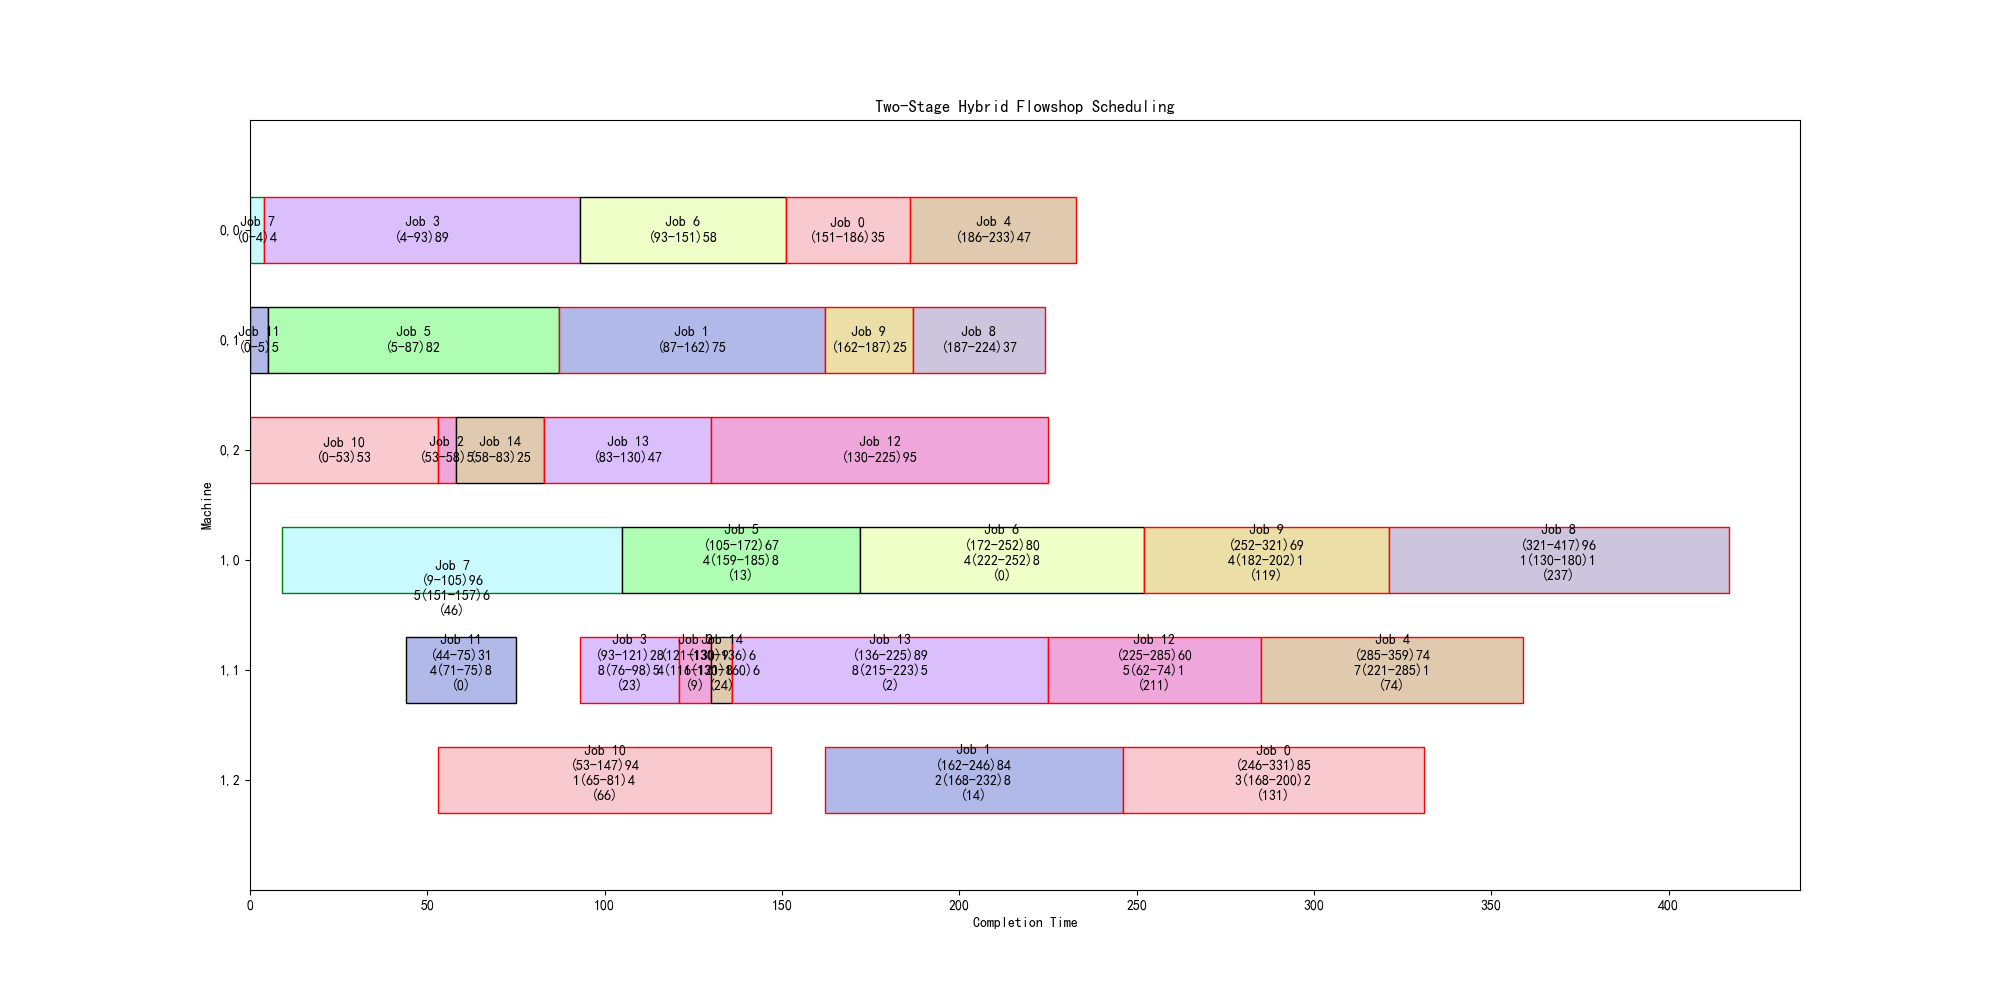 Two-Stage Hybrid Flowshop Scheduling
0,0
Job 7
(0-4)4
Job 3
(4-93)89
Job 6
(93-151)58
Job 0
(151-186)35
Job 4
(186-233)47
0,1
Job 11
(0-5)5
Job 5
(5-87)82
Job 1
(87-162)75
Job 9
(162-187)25
Job 8
(187-224)37
0,2
Job 10
(0-53)53
Job 2
(53-58)5
Job 14
(58-83)25
Job 13
(83-130)47
Job 12
(130-225)95
Machine
1,0
Job 7
(9-105)96
5(151-157)6
(46)
Job 5
(105-172)67
4(159-185)8
(13)
Job 6
(172-252)80
4(222-252)8
(0)
Job 9
(252-321)69
4(182-202)1
(119)
Job 8
(321-417)96
1(130-180)1
(237)
1,1
Job 11
(44-75)31
4(71-75)8
(0)
Job 3
(93-121)28
8(76-98)5
(23)
Job 2
(121-130)9
(9)
Job 14
(130-136)6
(24)
Job 13
(136-225)89
8(215-223)5
(2)
Job 12
(225-285)60
5(62-74)1
(211)
Job 4
(285-359)74
7(221-285)1
(74)
1,2
Job 10
(53-147)94
1(65-81)4
(66)
Job 1
(162-246)84
2(168-232)8
(14)
Job 0
(246-331)85
3(168-200)2
(131)
0
50
100
150
200
250
300
350
400
Completion Time